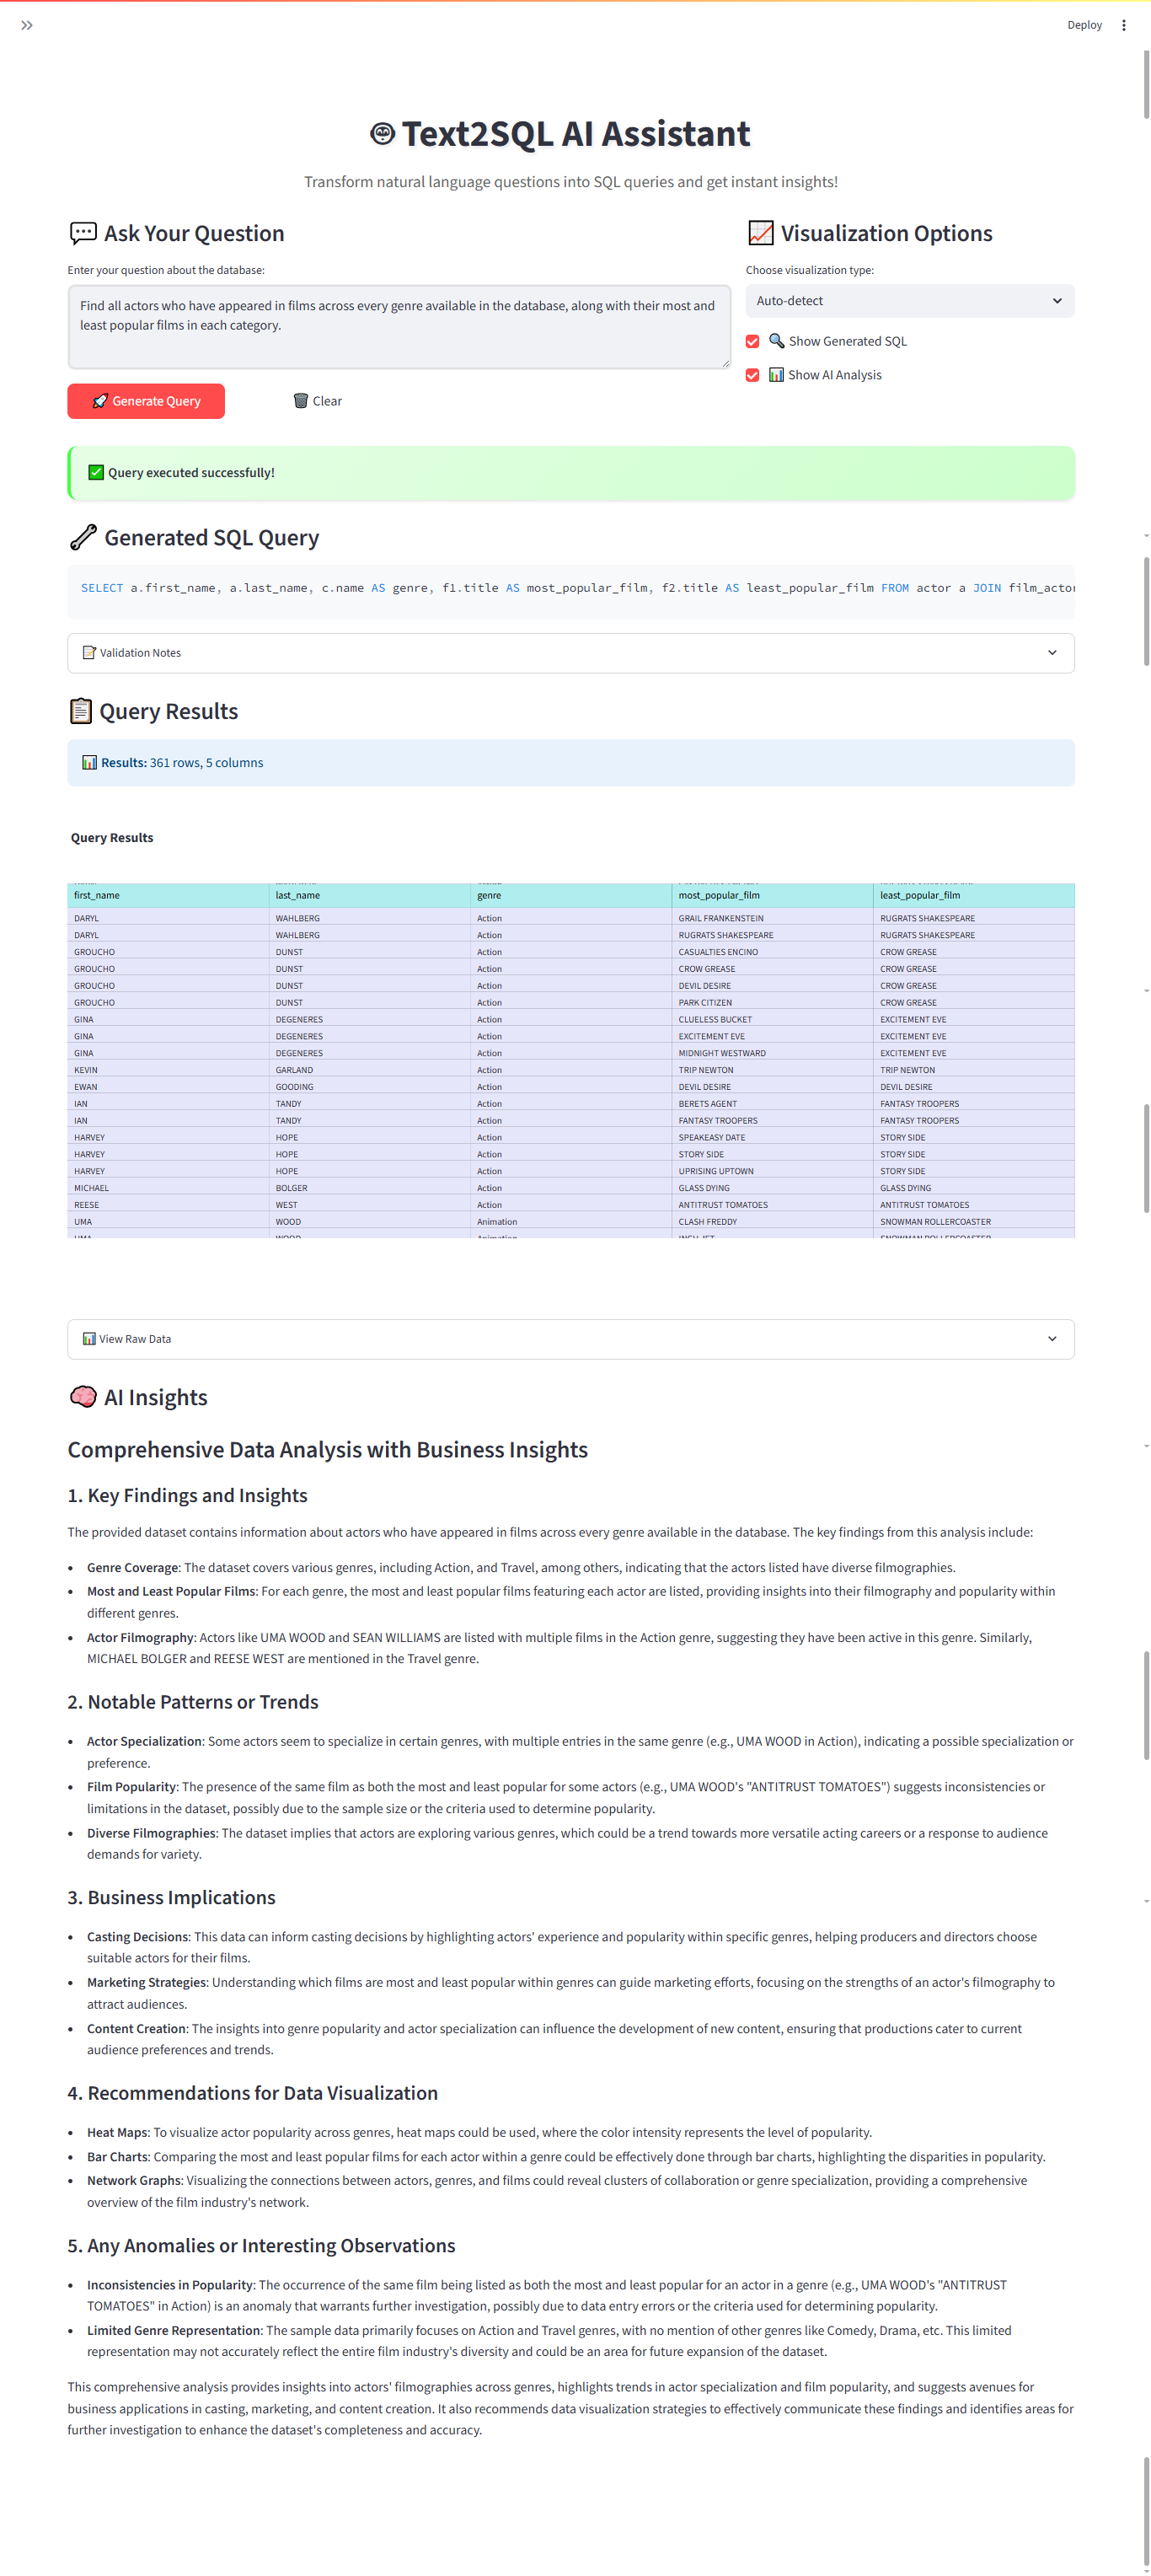 Deploy
Text2SQL AI Assistant
Transform natural language questions into SQL queries and get instant insights!
Ask Your Question
Enter your question about the database:
Find all actors who have appeared in films across every genre available in the database, along with their most and
least popular films in each category.
Generate Query
Clear
Visualization Options
Choose visualization type:
Auto-detect
Show Generated SQL
Show AI Analysis
Query executed successfully!
Generated SQL Query
SELECT a.first_name, a.last_name, c.name AS genre, f1.title AS most_popular_film, f2.title AS least_popular_film FROM actor a JOIN film_actor
Validation Notes
Query Results
Results: 361 rows, 5 columns
Query Results
first_name last_name genre most_popular_film least_popular_film
DARYL WAHLBERG Action GRAIL FRANKENSTEIN RUGRATS SHAKESPEARE
DARYL WAHLBERG Action RUGRATS SHAKESPEARE RUGRATS SHAKESPEARE
GROUCHO DUNST Action CASUALTIES ENCINO CROW GREASE
GROUCHO DUNST Action CROW GREASE CROW GREASE
GROUCHO DUNST Action DEVIL DESIRE CROW GREASE
GROUCHO DUNST Action PARK CITIZEN CROW GREASE
GINA DEGENERES Action CLUELESS BUCKET EXCITEMENT EVE
GINA DEGENERES Action EXCITEMENT EVE EXCITEMENT EVE
GINA DEGENERES Action MIDNIGHT WESTWARD EXCITEMENT EVE
KEVIN GARLAND Action TRIP NEWTON TRIP NEWTON
EWAN GOODING Action DEVIL DESIRE DEVIL DESIRE
IAN TANDY Action BERETS AGENT FANTASY TROOPERS
IAN TANDY Action FANTASY TROOPERS FANTASY TROOPERS
HARVEY HOPE Action SPEAKEASY DATE STORY SIDE
HARVEY HOPE Action STORY SIDE STORY SIDE
HARVEY HOPE Action UPRISING UPTOWN STORY SIDE
MICHAEL BOLGER Action GLASS DYING GLASS DYING
REESE WEST Action ANTITRUST TOMATOES ANTITRUST TOMATOES
UMA WOOD Animation CLASH FREDDY SNOWMAN ROLLERCOASTER
View Raw Data
AI Insights
Comprehensive Data Analysis with Business Insights
1. Key Findings and Insights
The provided dataset contains information about actors who have appeared in films across every genre available in the database. The key findings from this analysis include:
• Genre Coverage: The dataset covers various genres, including Action, and Travel, among others, indicating that the actors listed have diverse filmographies.
• Most and Least Popular Films: For each genre, the most and least popular films featuring each actor are listed, providing insights into their filmography and popularity within
different genres.
• Actor Filmography: Actors like UMA WOOD and SEAN WILLIAMS are listed with multiple films in the Action genre, suggesting they have been active in this genre. Similarly,
MICHAEL BOLGER and REESE WEST are mentioned in the Travel genre.
2. Notable Patterns or Trends
• Actor Specialization: Some actors seem to specialize in certain genres, with multiple entries in the same genre (e.g., UMA WOOD in Action), indicating a possible specialization or
preference.
• Film Popularity: The presence of the same film as both the most and least popular for some actors (e.g., UMA WOOD's "ANTITRUST TOMATOES") suggests inconsistencies or
limitations in the dataset, possibly due to the sample size or the criteria used to determine popularity.
• Diverse Filmographies: The dataset implies that actors are exploring various genres, which could be a trend towards more versatile acting careers or a response to audience
demands for variety.
3. Business Implications
• Casting Decisions: This data can inform casting decisions by highlighting actors' experience and popularity within specific genres, helping producers and directors choose
suitable actors for their films.
• Marketing Strategies: Understanding which films are most and least popular within genres can guide marketing efforts, focusing on the strengths of an actor's filmography to
attract audiences.
• Content Creation: The insights into genre popularity and actor specialization can influence the development of new content, ensuring that productions cater to current
audience preferences and trends.
4. Recommendations for Data Visualization
• Heat Maps: To visualize actor popularity across genres, heat maps could be used, where the color intensity represents the level of popularity.
• Bar Charts: Comparing the most and least popular films for each actor within a genre could be effectively done through bar charts, highlighting the disparities in popularity.
• Network Graphs: Visualizing the connections between actors, genres, and films could reveal clusters of collaboration or genre specialization, providing a comprehensive
overview of the film industry's network.
5. Any Anomalies or Interesting Observations
• Inconsistencies in Popularity: The occurrence of the same film being listed as both the most and least popular for an actor in a genre (e.g., UMA WOOD's "ANTITRUST
TOMATOES" in Action) is an anomaly that warrants further investigation, possibly due to data entry errors or the criteria used for determining popularity.
• Limited Genre Representation: The sample data primarily focuses on Action and Travel genres, with no mention of other genres like Comedy, Drama, etc. This limited
representation may not accurately reflect the entire film industry's diversity and could be an area for future expansion of the dataset.
This comprehensive analysis provides insights into actors' filmographies across genres, highlights trends in actor specialization and film popularity, and suggests avenues for
business applications in casting, marketing, and content creation. It also recommends data visualization strategies to effectively communicate these findings and identifies areas for
further investigation to enhance the dataset's completeness and accuracy.